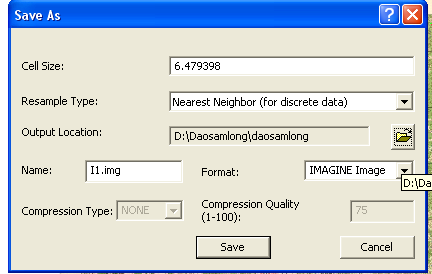 Save As
Cell Size: 6.479398
Resample Type: Nearest Neighbor (for discrete data)
Output Location: D:\Daosamlong\daosamlong
Name: I1.img Format: IMAGINE Image
D:\Da
Compression Type: NONE Compression Quality
(1-100): 75
Save Cancel